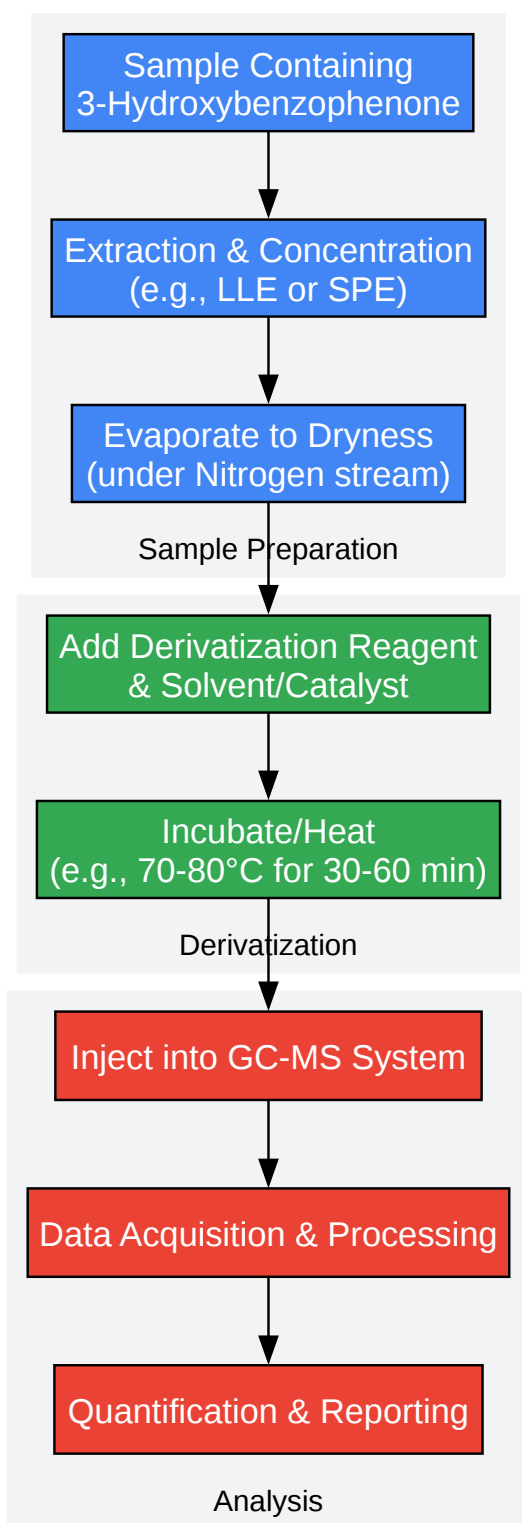 Sample Containing
3-Hydroxybenzophenone
Extraction & Concentration
(e.g., LLE or SPE)
Evaporate to Dryness
(under Nitrogen stream)
Sample Preparation
Add Derivatization Reagent
& Solvent/Catalyst
Incubate/Heat
(e.g., 70-80°C for 30-60 min)
Derivatization
Inject into GC-MS System
Data Acquisition & Processing
Quantification & Reporting
Analysis